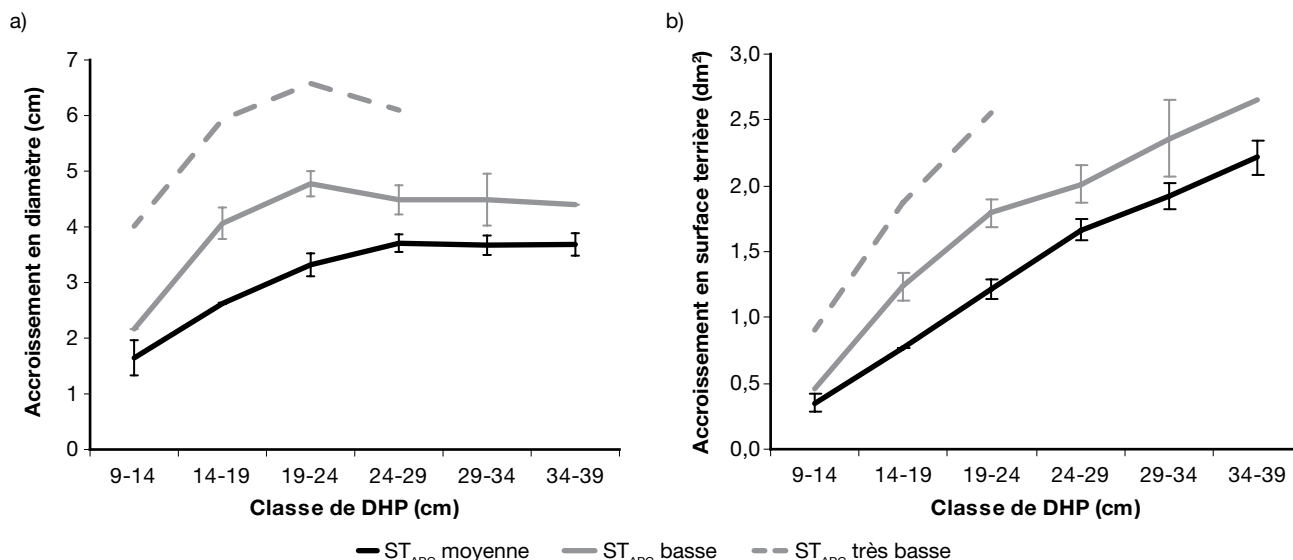 a)
Accroissement en diamètre (cm)
7
6
5
4
3
2
1
0
9-14 14-19 19-24 24-29 29-34 34-39
Classe de DHP (cm)
b)
Accroissement en surface terrière (dm²)
3,0
2,5
2,0
1,5
1,0
0,5
0,0
9-14 14-19 19-24 24-29 29-34 34-39
Classe de DHP (cm)
ST moyenne ST basse ST très basse